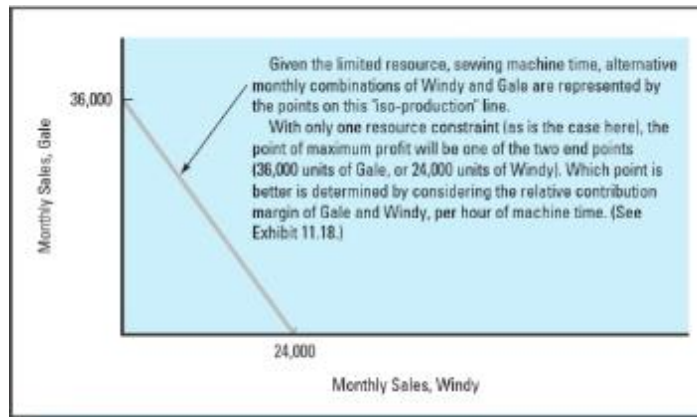 Given the limited resource, sewing machine time, alternative
monthly combinations of Windy and Gale are represented by
the points on this "iso-production" line.
With only one resource constraint (as is the case here), the
point of maximum profit will be one of the two end points
(36,000 units of Gale, or 24,000 units of Windy). Which point is
better is determined by considering the relative contribution
margin of Gale and Windy, per hour of machine time. (See
Exhibit 11.18.)
36,000
Monthly Sales, Gale
24,000
Monthly Sales, Windy